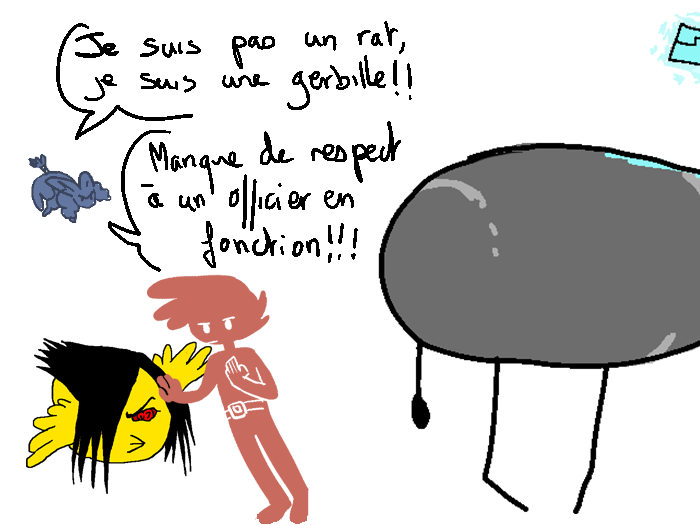 Je suis pas un rat,
je suis une gerbille!!
Manque de respect
à un officier en
fonction!!!